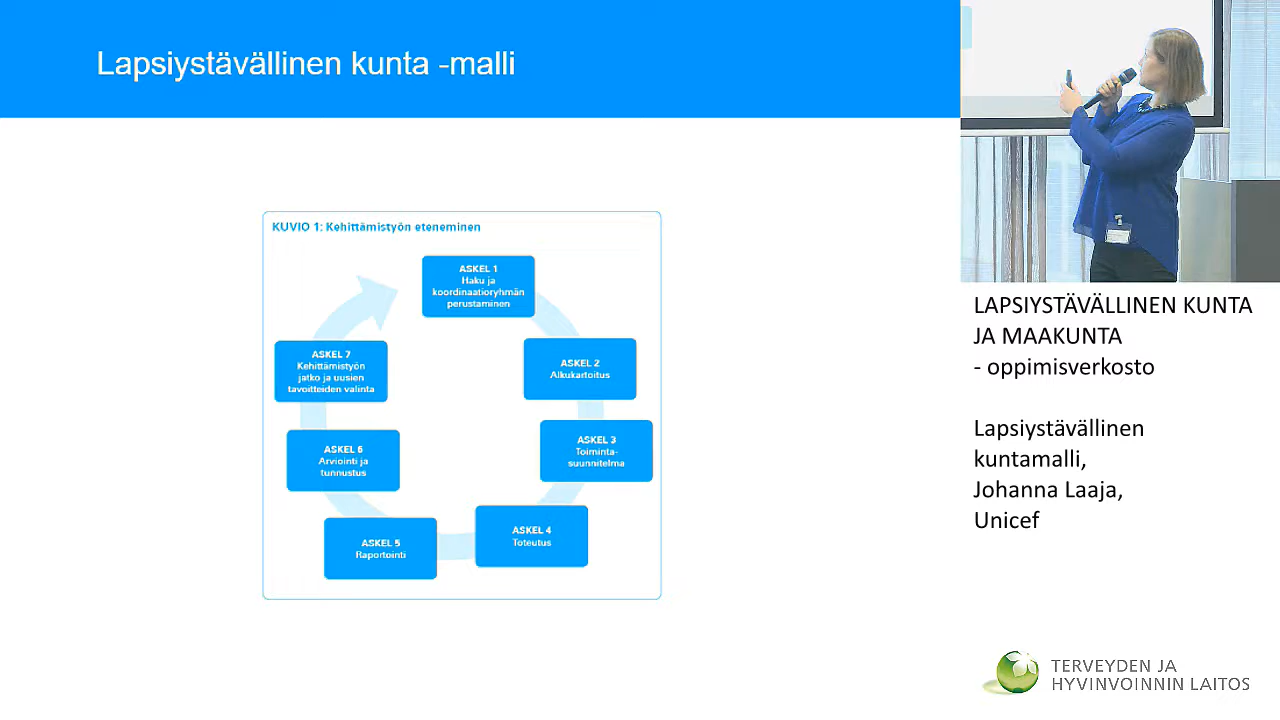 Lapsiystävällinen kunta -malli
KUVIO 1: Kehittämistyön eteneminen
ASKEL 1
Haku ja
koordinaatioryhmän
perustaminen
ASKEL 2
Alkukartoitus
ASKEL 3
Toiminta-
suunnitelma
ASKEL 4
Toteutus
ASKEL 5
Raportointi
ASKEL 6
Arviointi ja
tunnustus
ASKEL 7
Kehittämistyön
jatko ja uusien
tavoitteiden valinta
LAPSIYSTÄVÄLLINEN KUNTA
JA MAAKUNTA
- oppimisverkosto
Lapsiystävällinen
kuntamalli,
Johanna Laaja,
Unicef
TERVEYDEN JA
HYVINVOINNIN LAITOS